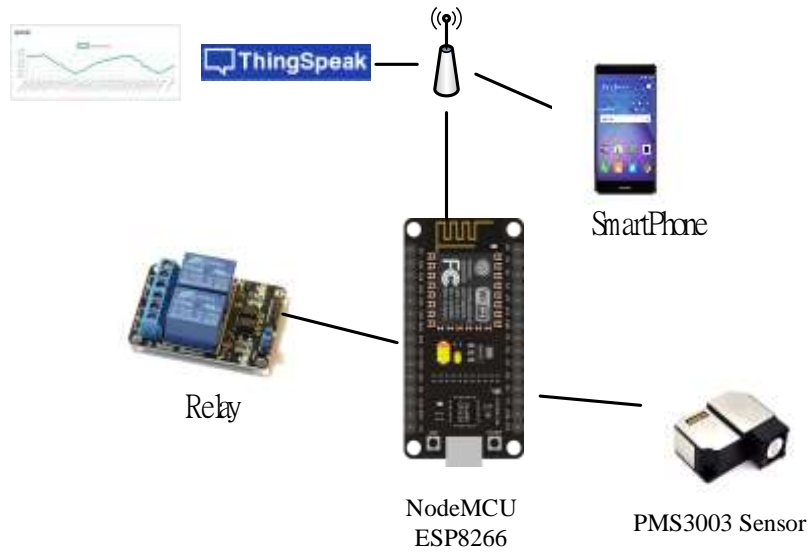 ThingSpeak
SmartPhone
Relay
NodeMCU
ESP8266
PMS3003 Sensor